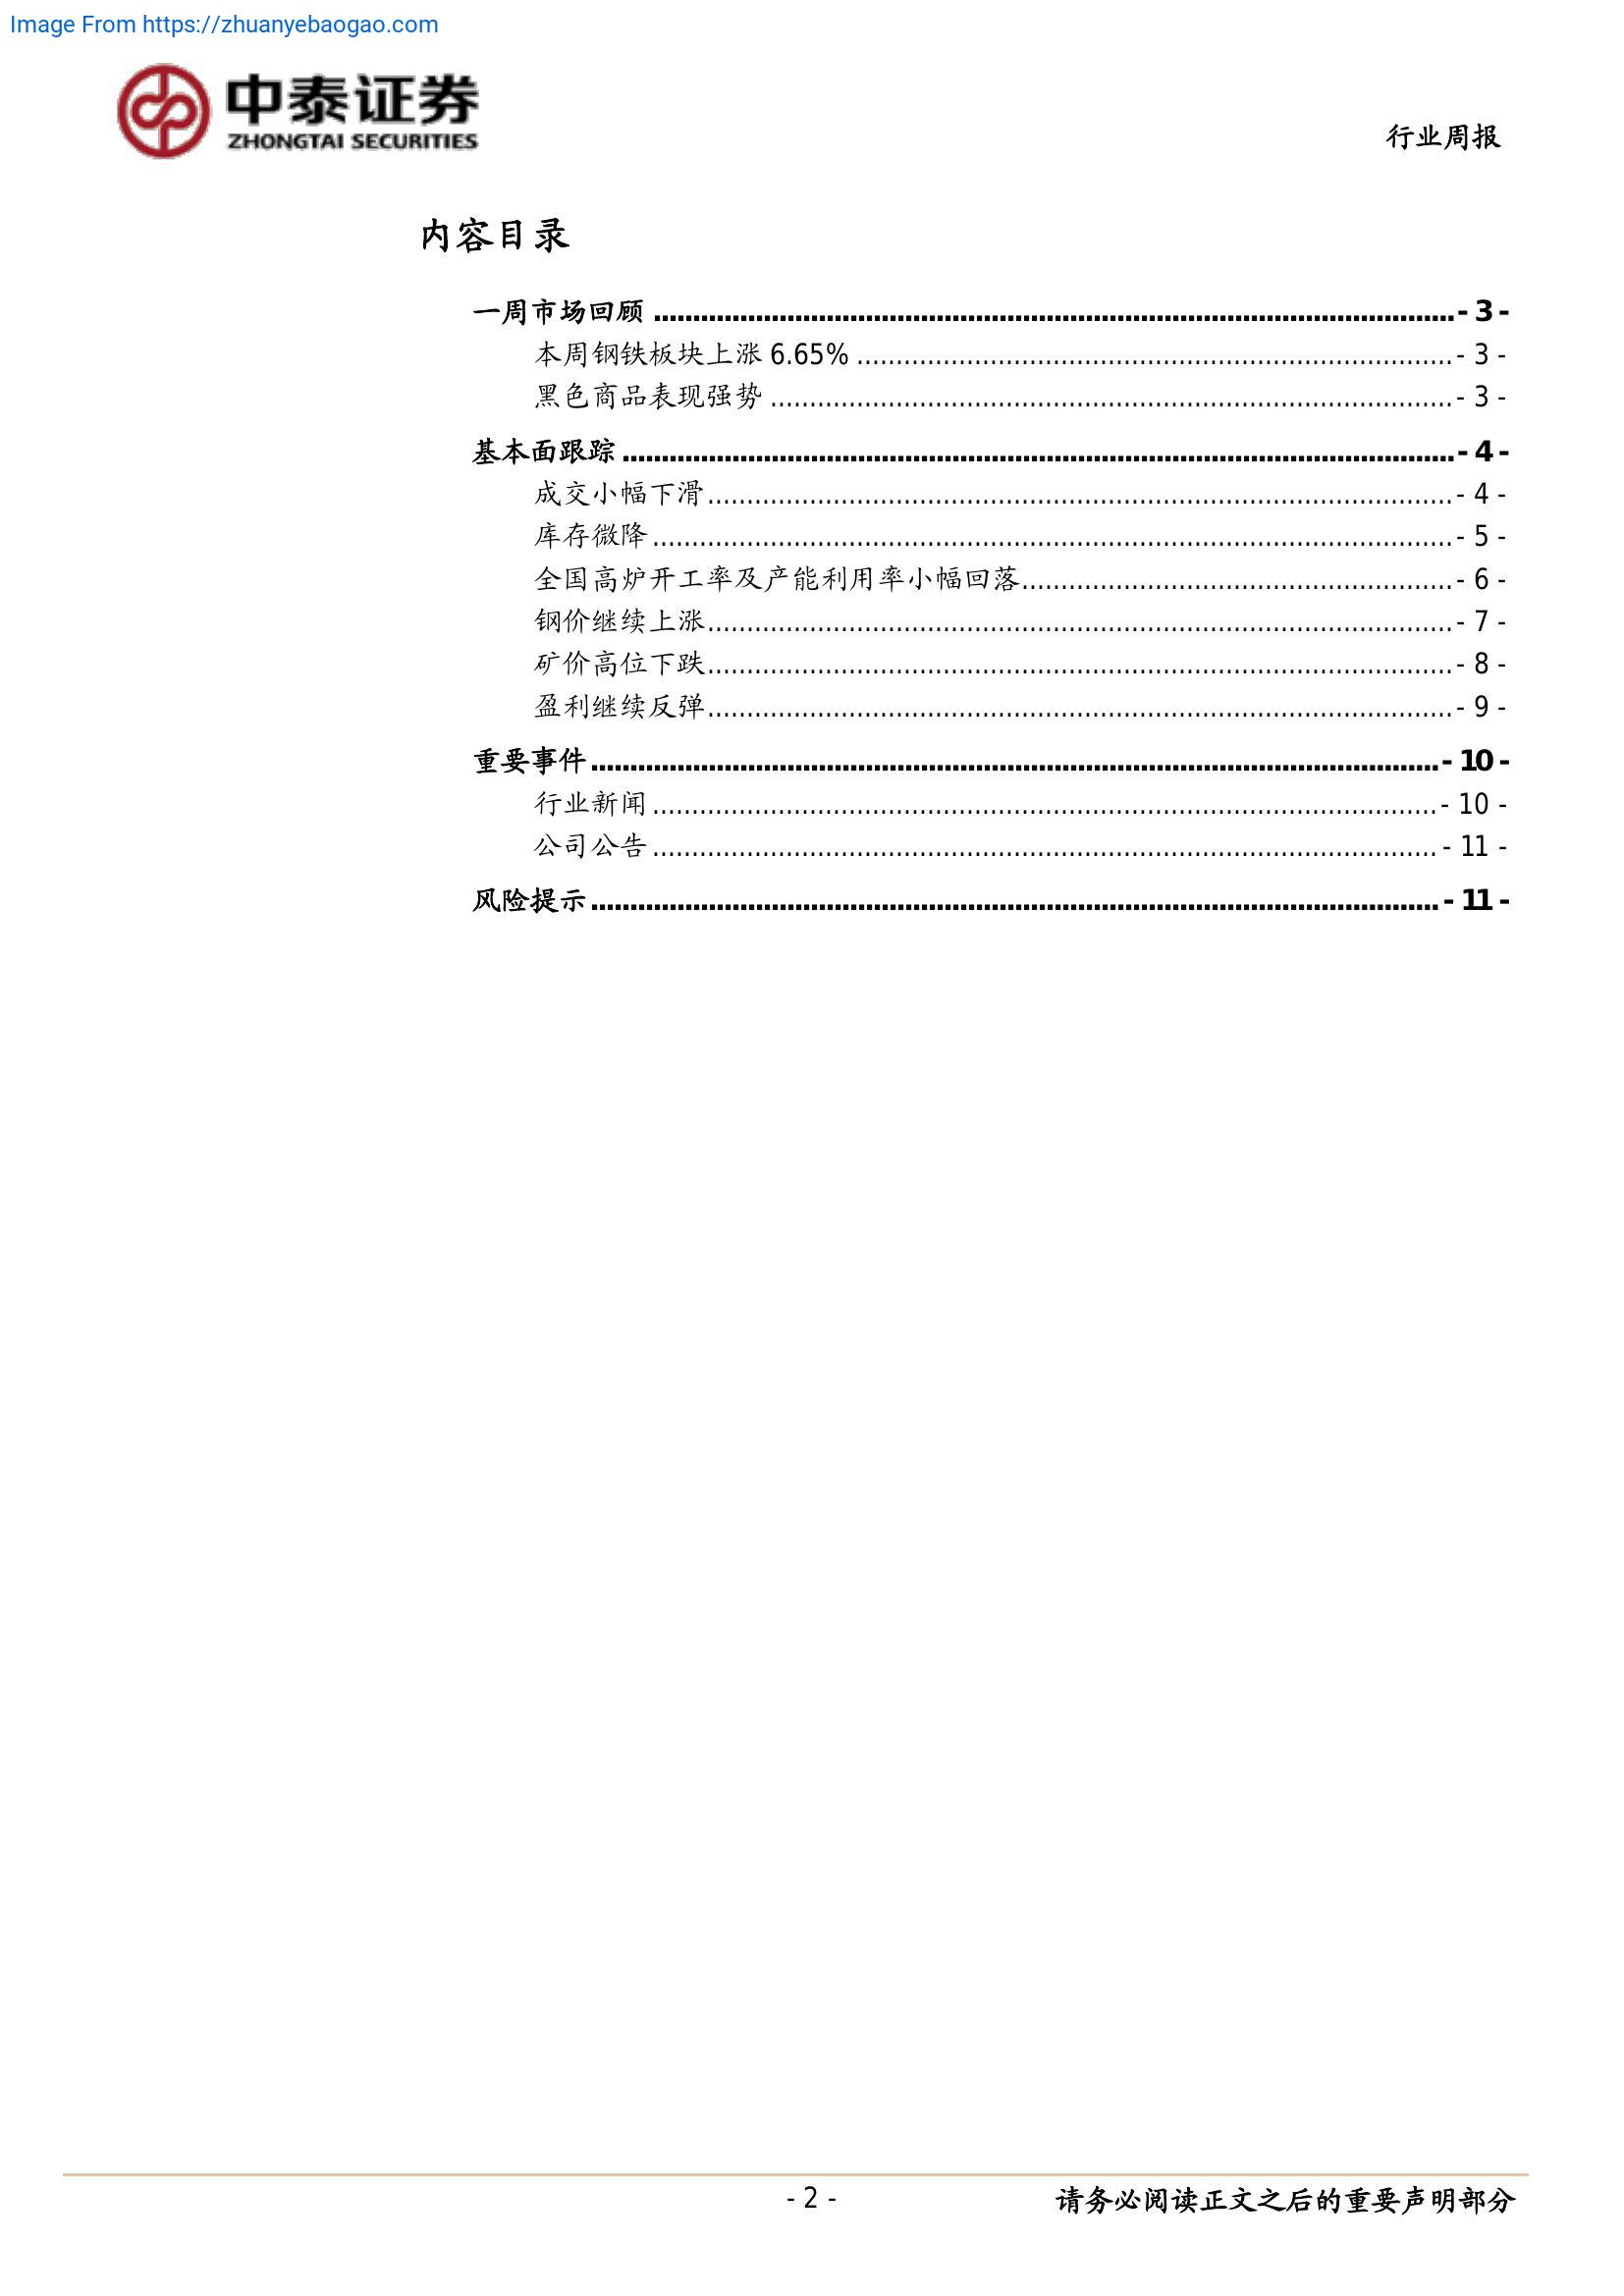 Image From https://zhuanyebaogao.com
中泰证券
ZHONGTAI SECURITIES
行业周报
内容目录
一周市场回顾 ........................................ - 3 -
本周钢铁板块上涨 6.65% ........................................ - 3 -
黑色商品表现强势 ........................................ - 3 -
基本面跟踪 ........................................ - 4 -
成交小幅下滑 ........................................ - 4 -
库存微降 ........................................ - 5 -
全国高炉开工率及产能利用率小幅回落 ........................................ - 6 -
钢价继续上涨 ........................................ - 7 -
矿价高位下跌 ........................................ - 8 -
盈利继续反弹 ........................................ - 9 -
重要事件 ........................................ - 10 -
行业新闻 ........................................ - 10 -
公司公告 ........................................ - 11 -
风险提示 ........................................ - 11 -
- 2 -
请务必阅读正文之后的重要声明部分